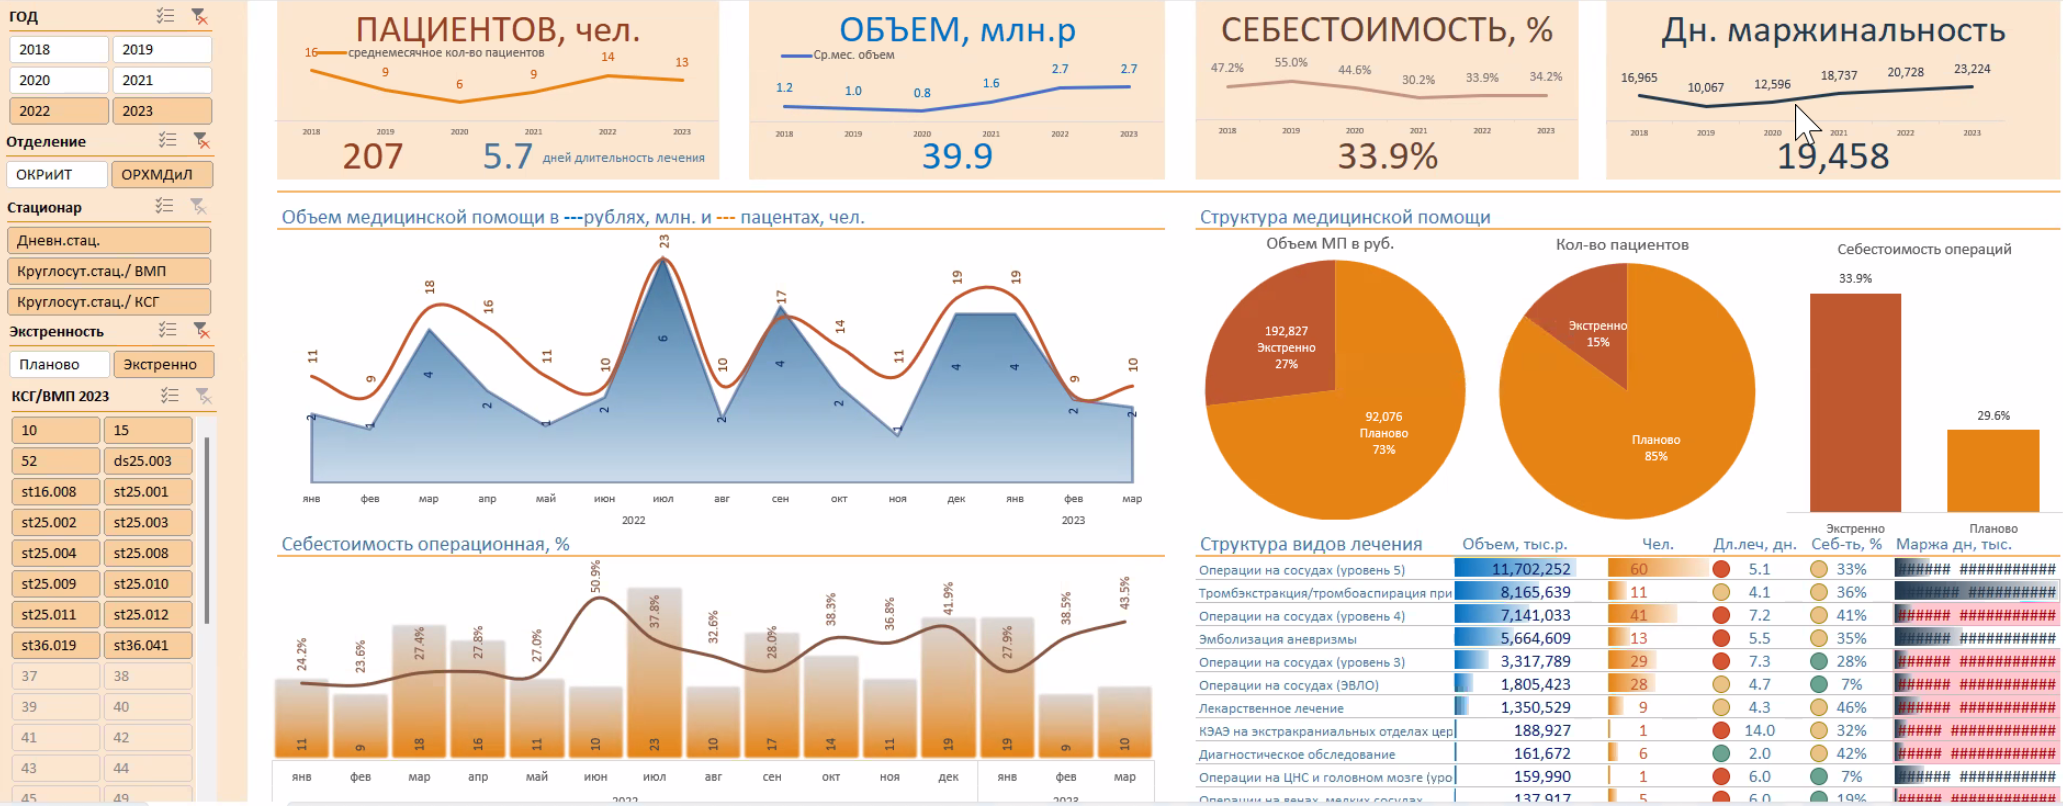 ГОД
2018 2019
2020 2021
2022 2023
Отделение
ОКРиИТ ОРХМДиЛ
Стационар
Дневн.стац.
Круглосут.стац./ ВМП
Круглосут.стац./ КСГ
Экстренность
Планово Экстренно
КСГ/ВМП 2023
10 15
52 ds25.003
st16.008 st25.001
st25.002 st25.003
st25.004 st25.008
st25.009 st25.010
st25.011 st25.012
st36.019 st36.041
37 38
39 40
41 42
43 44
45 49
ПАЦИЕНТОВ, чел.
среднемесячное кол-во пациентов
16 9 6 9 14 13
2018 2019 2020 2021 2022 2023
207 5.7 дней длительность лечения
ОБЪЕМ, млн.р
Ср.мес. объем
1.2 1.0 0.8 1.6 2.7 2.7
2018 2019 2020 2021 2022 2023
39.9
СЕБЕСТОИМОСТЬ, %
47.2% 55.0% 44.6% 30.2% 33.9% 34.2%
2018 2019 2020 2021 2022 2023
33.9%
Дн. маржинальность
16,965 10,067 12,596 18,737 20,728 23,224
2018 2019 2020 2021 2022 2023
19,458
Объем медицинской помощи в ---рублях, млн. и --- пацентах, чел.
11 9 18 16 11 10 23 10 17 14 11 19 19 9 10
2 1 4 2 1 2 6 2 4 2 1 4 4 2 2
янв фев мар апр май июн июл авг сен окт ноя дек янв фев мар
2022 2023
Себестоимость операционная, %
24.2% 23.6% 27.4% 27.8% 27.0% 50.9% 37.8% 32.6% 28.0% 38.3% 36.8% 41.9% 27.9% 38.5% 43.5%
11 9 18 16 11 10 23 10 17 14 11 19 19 9 10
янв фев мар апр май июн июл авг сен окт ноя дек янв фев мар
2022 2023
Структура медицинской помощи
Объем МП в руб.
192,827
Экстренно
27%
92,076
Планово
73%
Кол-во пациентов
Экстренно
15%
Планово
85%
Себестоимость операций
33.9%
29.6%
Экстренно Планово
Структура видов лечения Объем, тыс.р. Чел. Дл.леч, дн. Себ-ть, % Маржа дн, тыс.
Операции на сосудах (уровень 5) 11,702,252 60 5.1 33% ###### ###########
Тромбэкстракция/тромбоаспирация при 8,165,639 11 4.1 36% ###### ###########
Операции на сосудах (уровень 4) 7,141,033 41 7.2 41% ###### ###########
Эмболизация аневризмы 5,664,609 13 5.5 35% ###### ###########
Операции на сосудах (уровень 3) 3,317,789 29 7.3 28% ###### ###########
Операции на сосудах (ЭВЛО) 1,805,423 28 4.7 7% ###### ###########
Лекарственное лечение 1,350,529 9 4.3 46% ###### ###########
КЭАЭ на экстракраниальных отделах цер 188,927 1 14.0 32% ##### ###########
Диагностическое обследование 161,672 6 2.0 42% ##### ###########
Операции на ЦНС и головном мозге (уро 159,990 1 6.0 7% ###### ###########
Операции на венах, мелких сосудах 137,917 5 6.0 19% ##### ###########